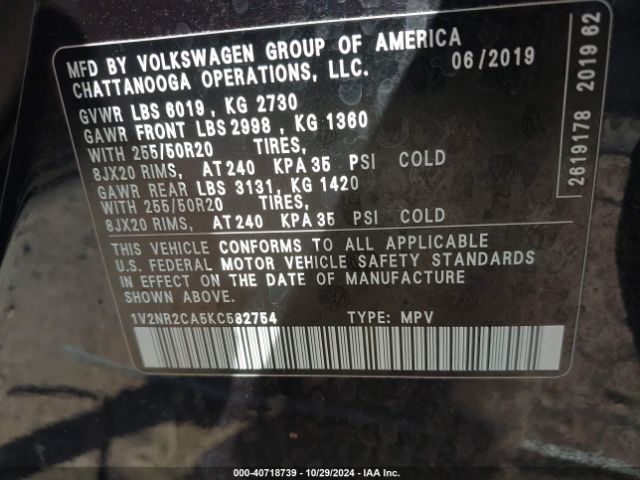 MFD BY VOLKSWAGEN GROUP OF AMERICA
CHATTANOOGA OPERATIONS, LLC.
06/2019
GVWR LBS 6019, KG 2730
GAWR FRONT LBS 2998, KG 1360
WITH 255/50R20 TIRES,
8JX20 RIMS, AT 240 KPA 35 PSI COLD
GAWR REAR LBS 3131, KG 1420
WITH 255/50R20 TIRES,
8JX20 RIMS, AT 240 KPA 35 PSI COLD
THIS VEHICLE CONFORMS TO ALL APPLICABLE
U.S. FEDERAL MOTOR VEHICLE SAFETY STANDARDS
IN EFFECT ON THE DATE OF MANUFACTURE
SHOWN ABOVE.
1V2NR2CA5KC582754 TYPE: MPV
2619178 2019 62
000-40718739 - 10/29/2024 - IAA Inc.